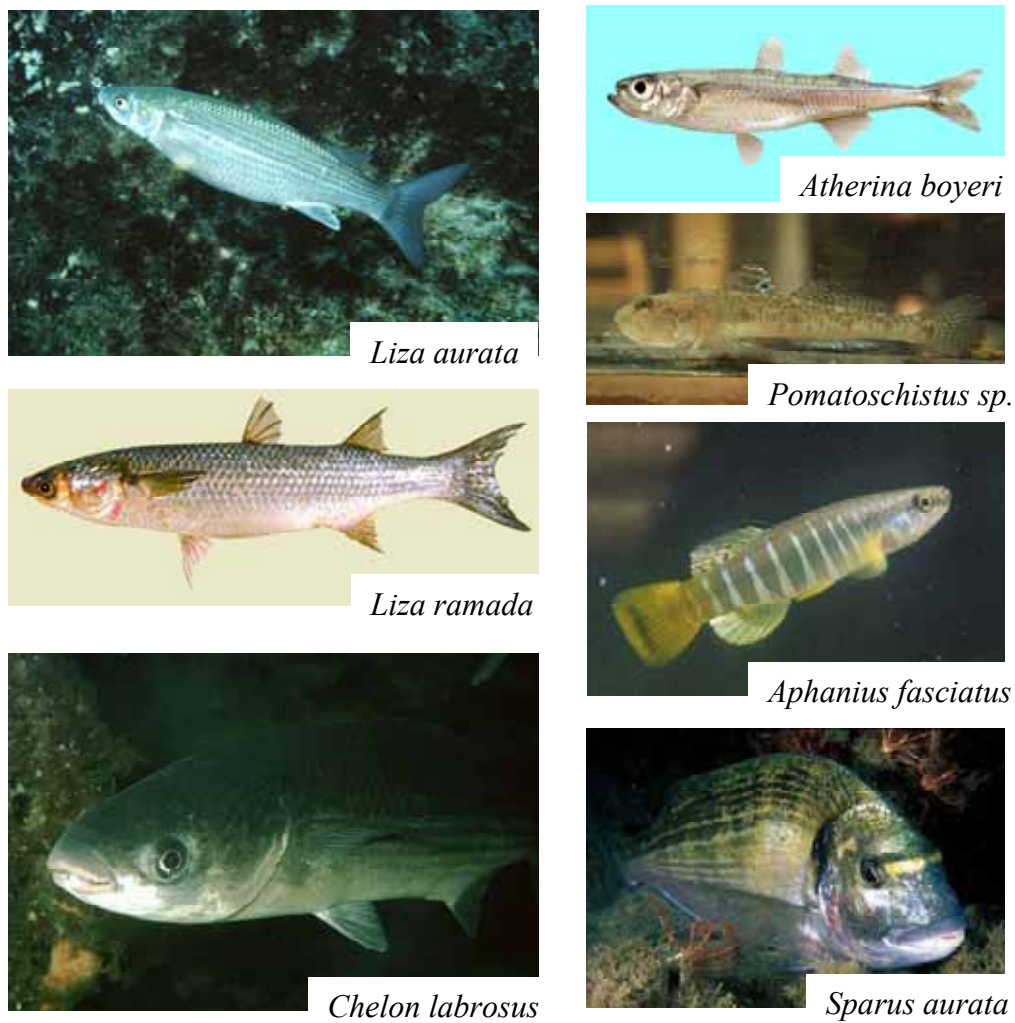 Liza aurata
Liza ramada
Chelon labrosus
Atherina boyeri
Pomatoschistus sp.
Aphanius fasciatus
Sparus aurata